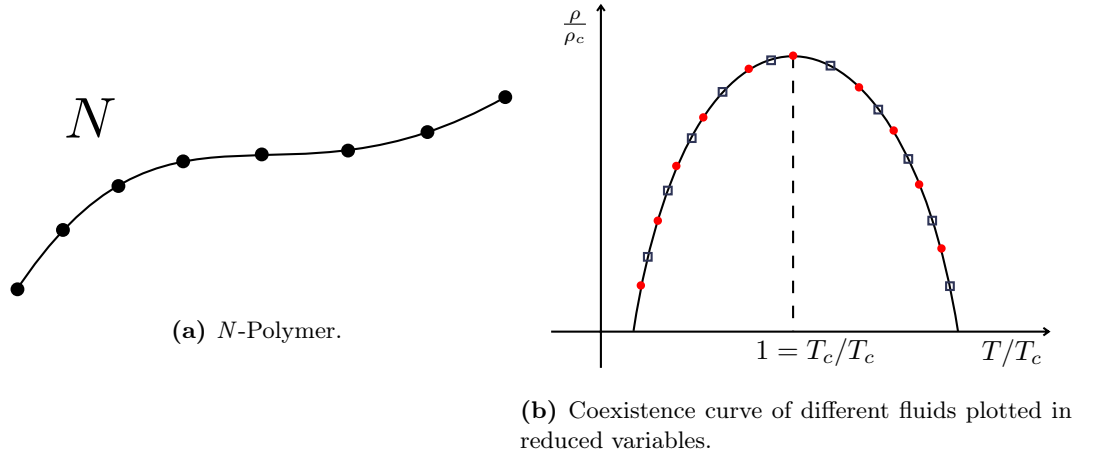 N
(a) N-Polymer.
ρ/ρc
1 = Tc/Tc
T/Tc
(b) Coexistence curve of different fluids plotted in
reduced variables.